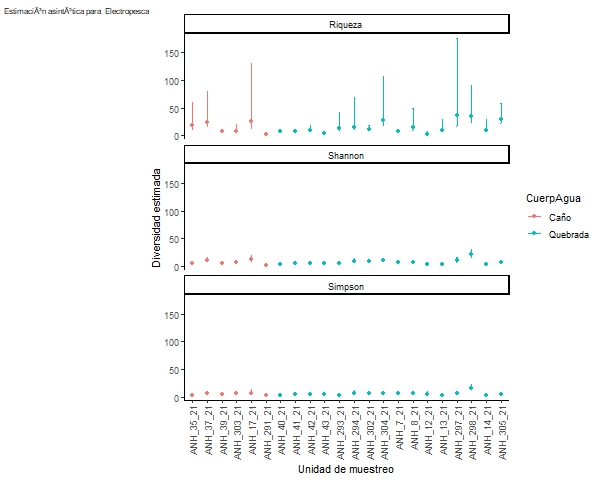 EstimaciÃ³n asintÃ³tica para  Electropesca
Riqueza
150
100
50
0
Shannon
150
100
50
0
Simpson
150
100
50
0
Diversidad estimada
ANH_35_21
ANH_37_21
ANH_39_21
ANH_303_21
ANH_17_21
ANH_291_21
ANH_40_21
ANH_41_21
ANH_42_21
ANH_43_21
ANH_293_21
ANH_294_21
ANH_302_21
ANH_304_21
ANH_7_21
ANH_8_21
ANH_12_21
ANH_13_21
ANH_297_21
ANH_298_21
ANH_14_21
ANH_305_21
Unidad de muestreo
CuerpAgua
Caño
Quebrada